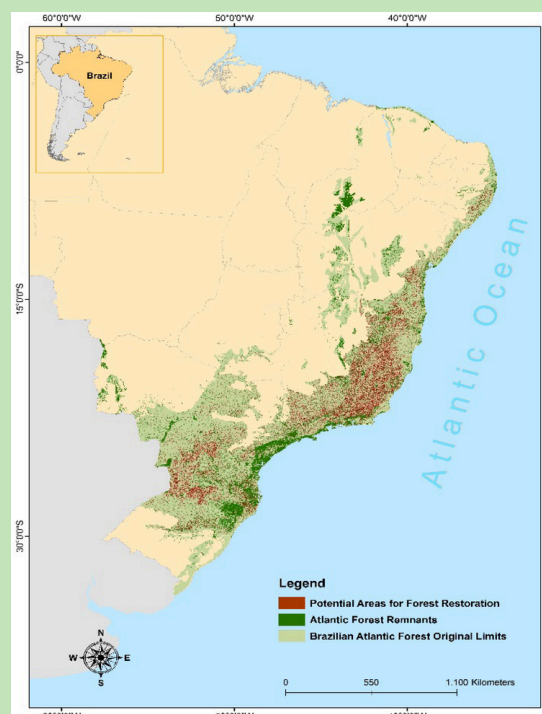 60°0'0"W 50°0'0"W 40°0'0"W
0°0'0"
Brazil
15°0'0"S
Atlantic Ocean
30°0'0"S
Legend
Potential Areas for Forest Restoration
Atlantic Forest Remnants
Brazilian Atlantic Forest Original Limits
N
W E
S
0 550 1.100 Kilometers